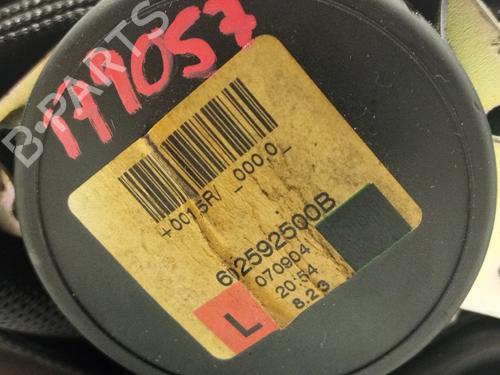 B-PARTS
171057
+0015R/_000,0_
612592500B
070904
20:54
8.23
L